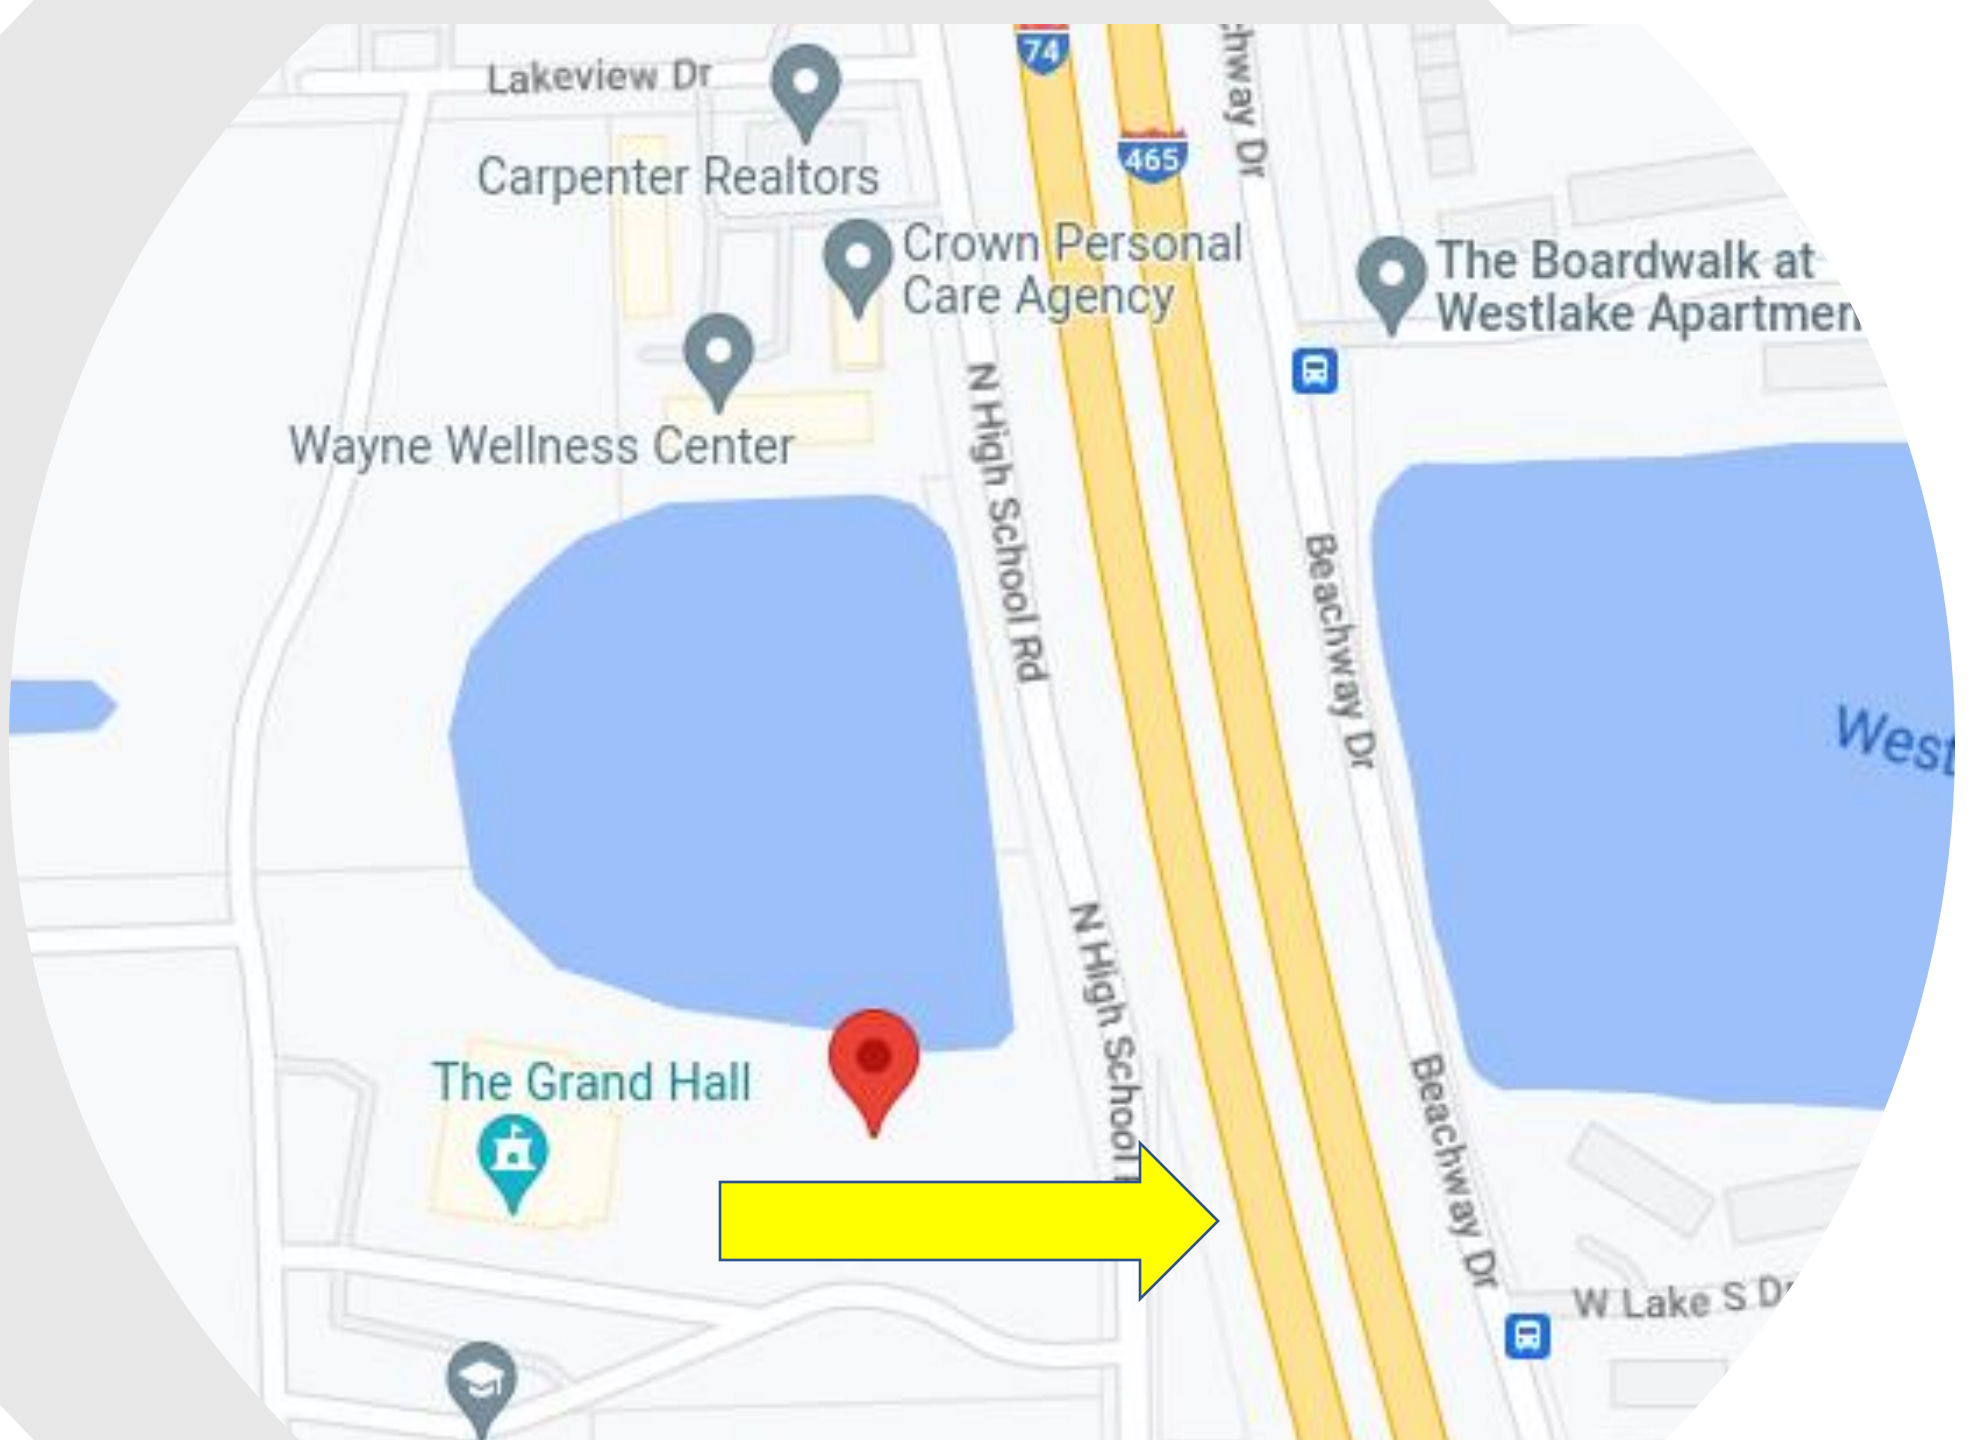 74
chway Dr
Lakeview Dr
465
Carpenter Realtors
Crown Personal
Care Agency
The Boardwalk at
Westlake Apartmen
N High School Rd
Wayne Wellness Center
Beachway Dr
West
N High School
The Grand Hall
Beachway Dr
W Lake S Dr